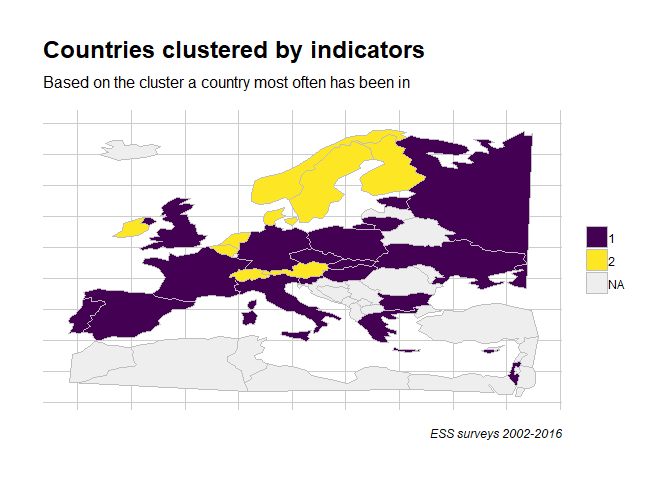 Countries clustered by indicators
Based on the cluster a country most often has been in
1
2
NA
ESS surveys 2002-2016